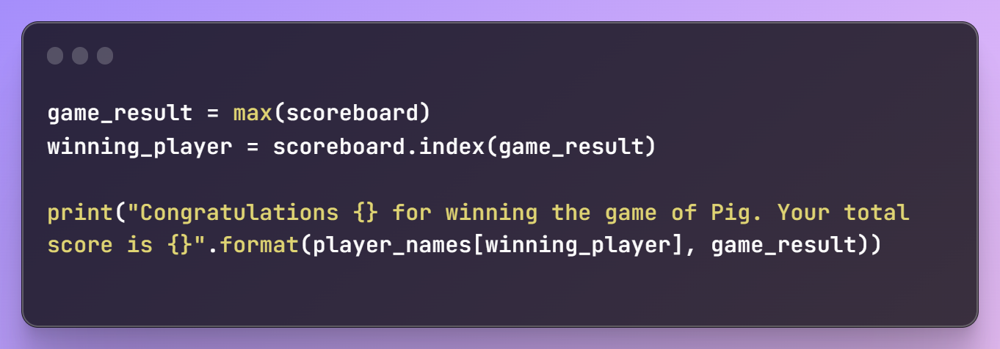 game_result = max(scoreboard)
winning_player = scoreboard.index(game_result)
print("Congratulations {} for winning the game of Pig. Your total
score is {}".format(player_names[winning_player], game_result))